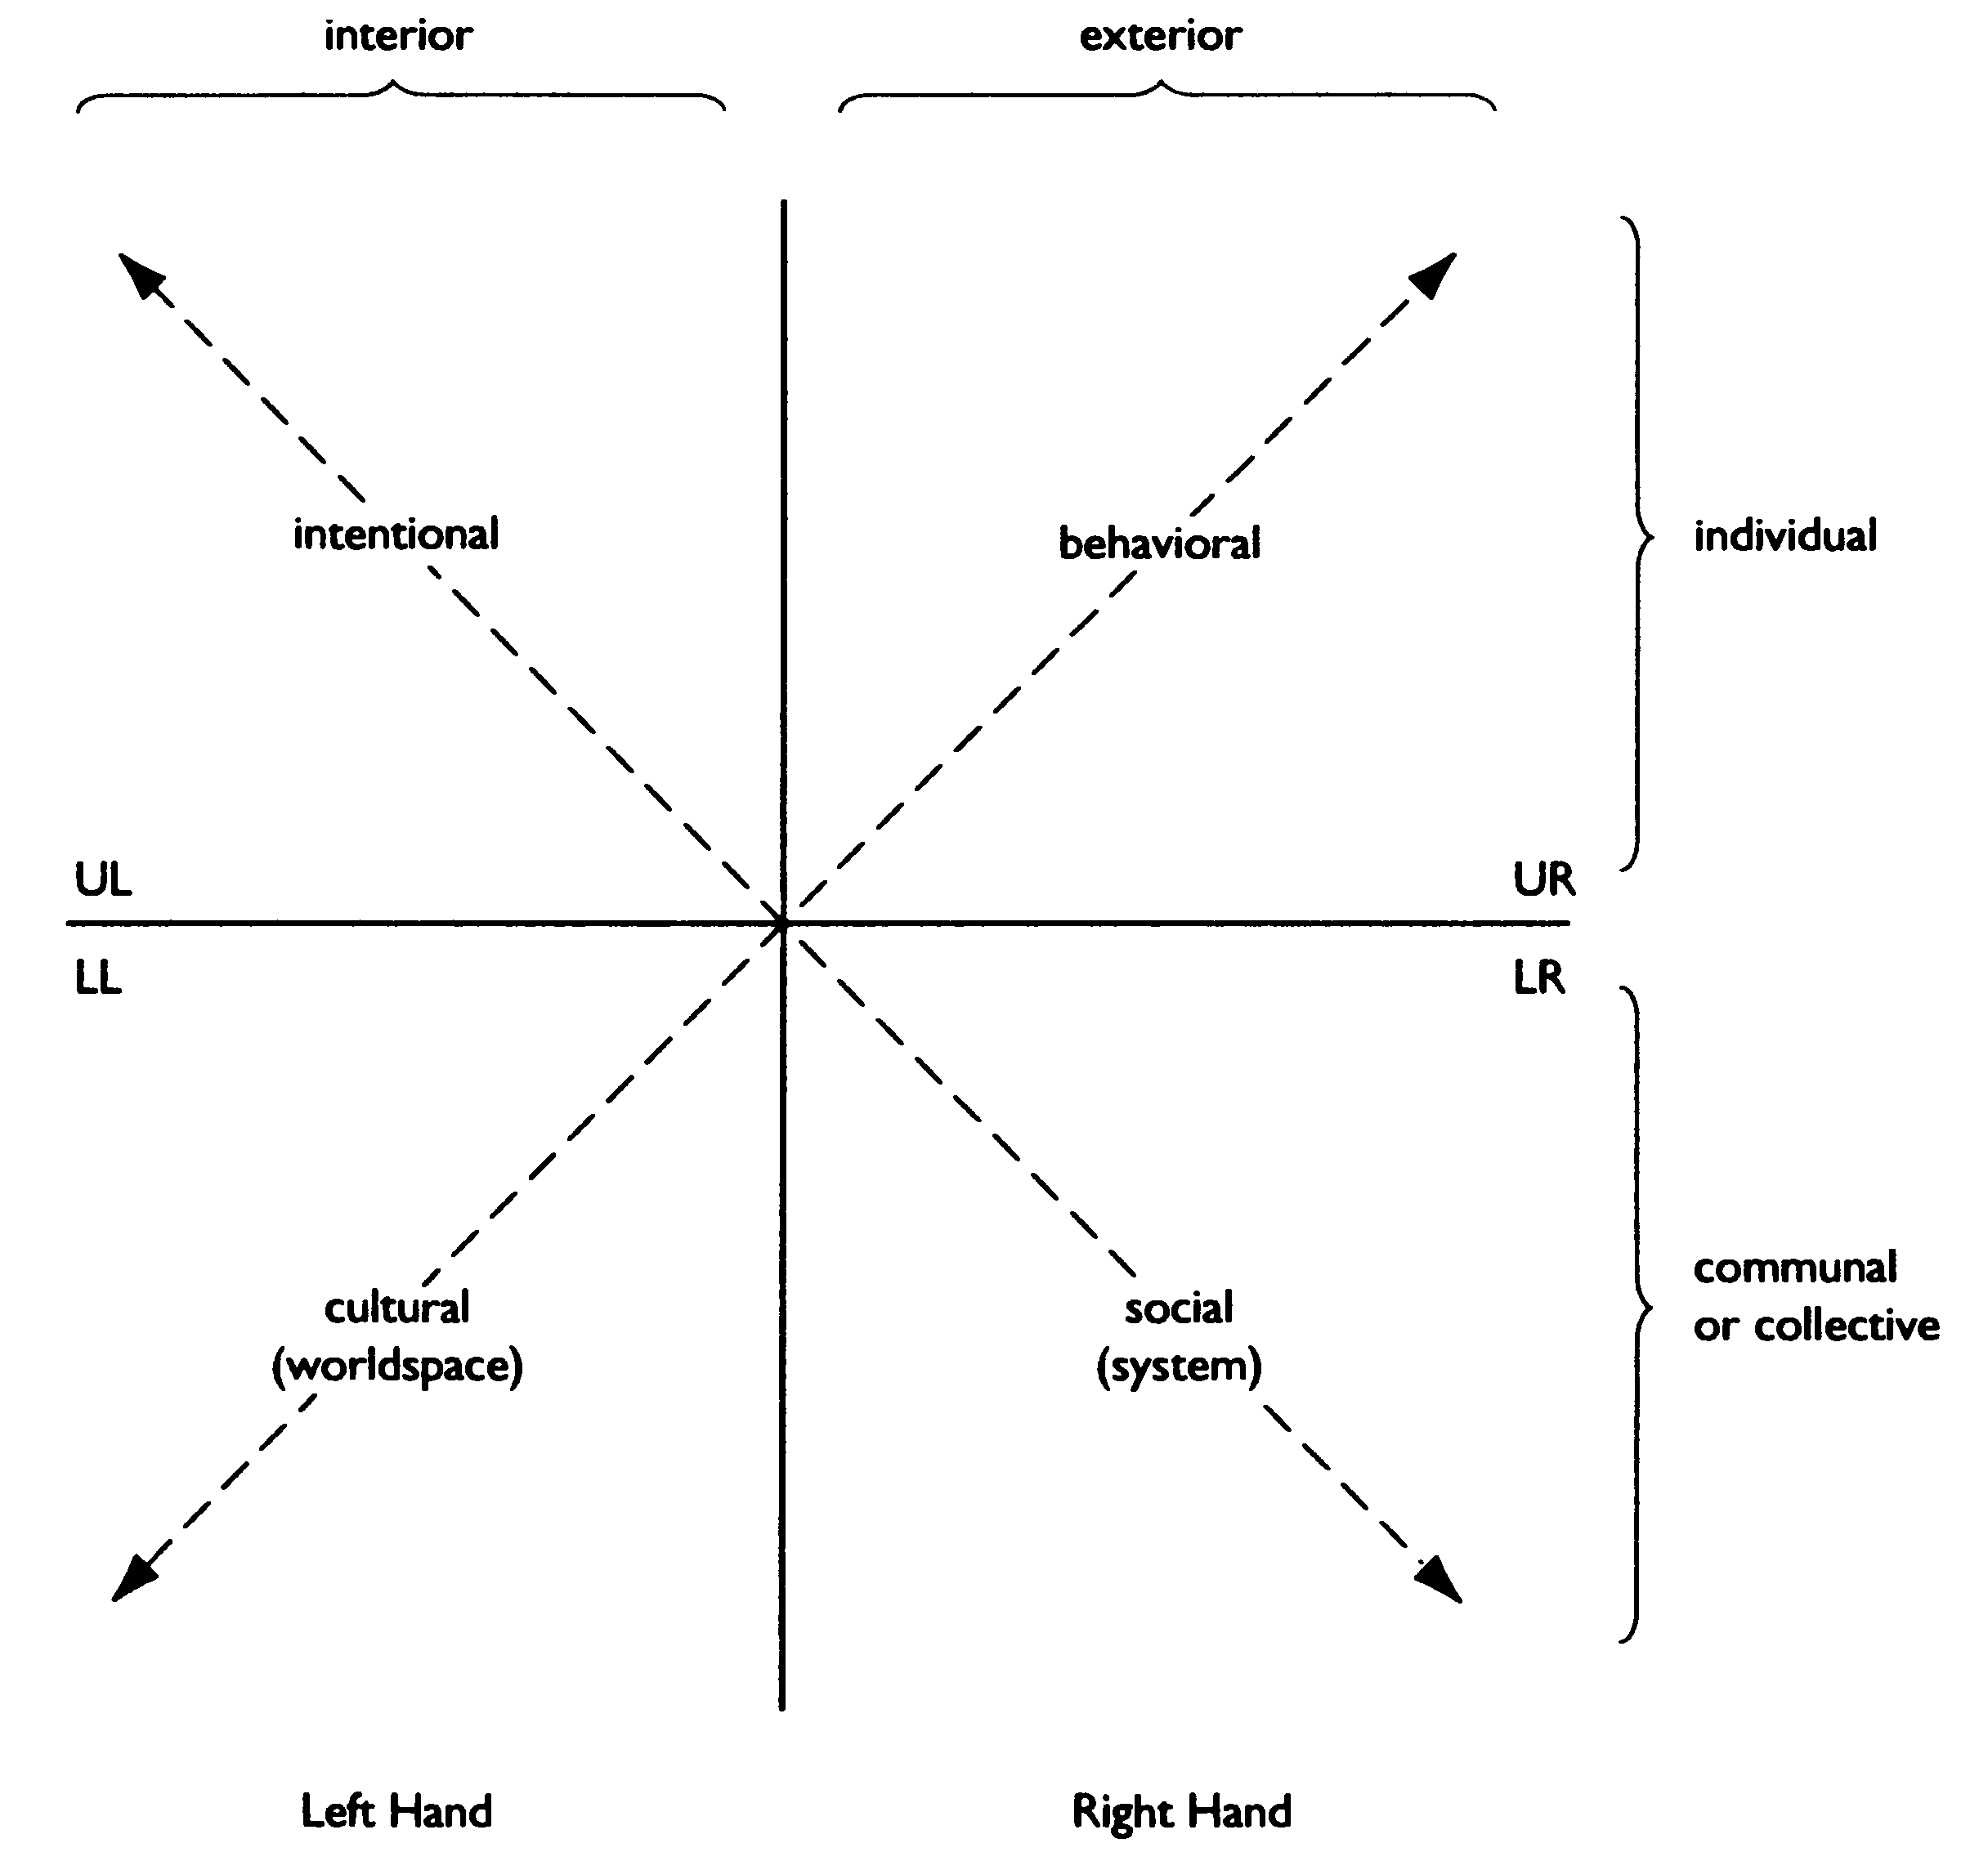 interior
exterior
intentional
behavioral
individual
UL
UR
LL
LR
cultural
(worldspace)
social
(system)
communal
or collective
Left Hand
Right Hand